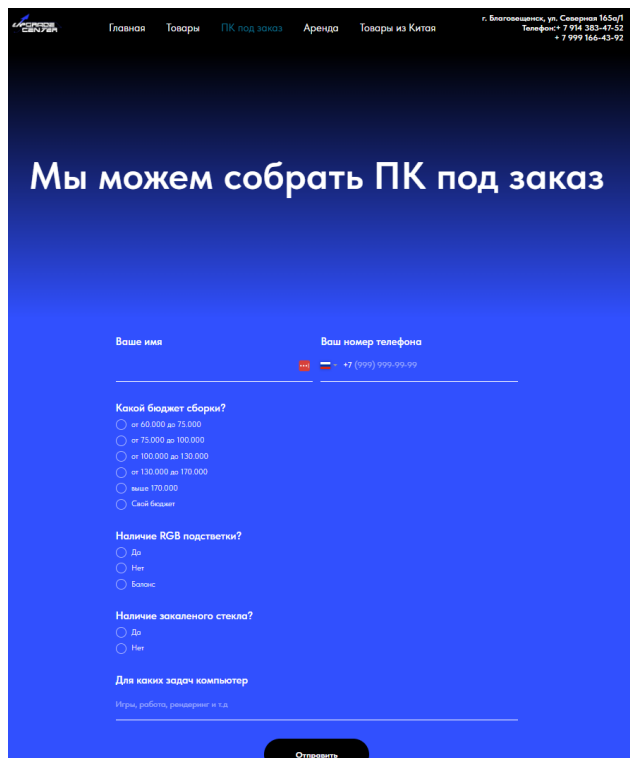 UPGRADE
CENTER
Главная Товары ПК под заказ Аренда Товары из Китая
г. Благовещенск, ул. Северная 165а/1
Телефон:+ 7 914 383-47-52
+ 7 999 166-43-92
Мы можем собрать ПК под заказ
Ваше имя
Ваш номер телефона
+7 (999) 999-99-99
Какой бюджет сборки?
от 60.000 до 75.000
от 75.000 до 100.000
от 100.000 до 130.000
от 130.000 до 170.000
выше 170.000
Свой бюджет
Наличие RGB подстветки?
Да
Нет
Баланс
Наличие закаленого стекла?
Да
Нет
Для каких задач компьютер
Игры, работа, рендеринг и т.д
Отправить